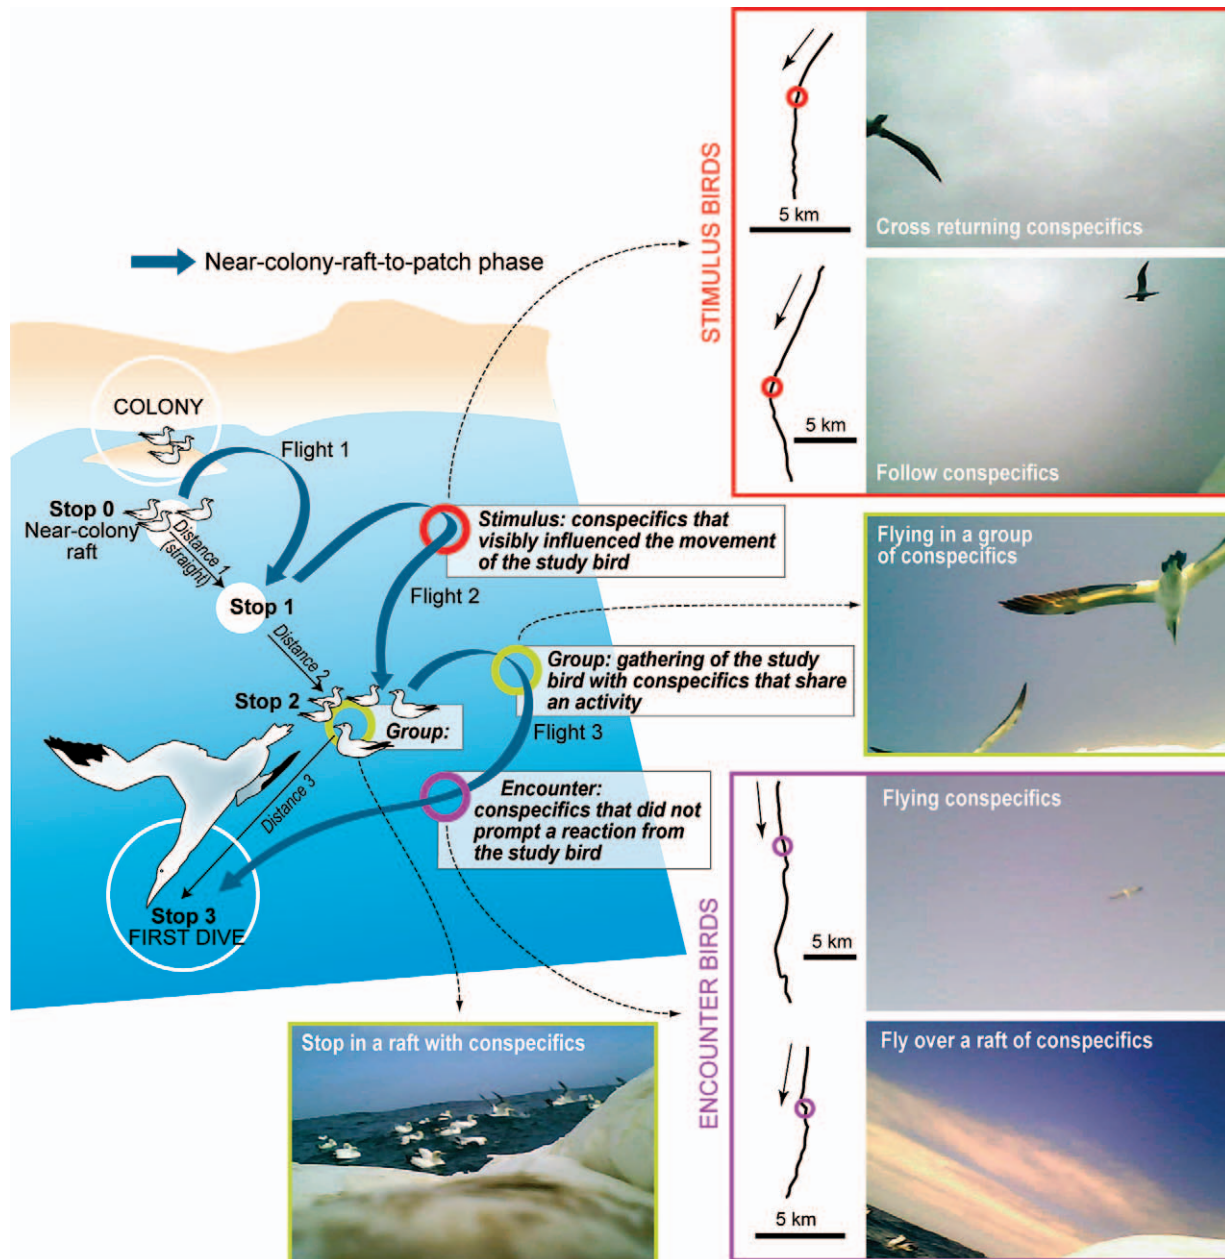 Near-colony-raft-to-patch phase
COLONY
Flight 1
Stop 0
Near-colony
raft
Distance 1
(straight)
Stop 1
Stimulus: conspecifics that
visibly influenced the movement
of the study bird
Flight 2
Distance 2
Group: gathering of the study
bird with conspecifics that share
an activity
Stop 2
Group:
Flight 3
Distance 3
Encounter:
conspecifics that did not
prompt a reaction from
the study bird
Stop 3
FIRST DIVE
Stop in a raft with conspecifics
STIMULUS BIRDS
5 km
Cross returning conspecifics
5 km
Follow conspecifics
Flying in a group
of conspecifics
ENCOUNTER BIRDS
Flying conspecifics
5 km
Fly over a raft of conspecifics
5 km